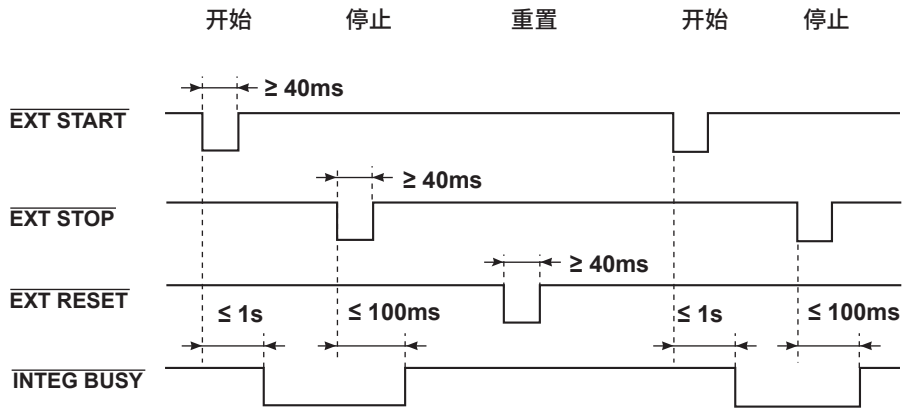 开始 停止 重置 开始 停止
≥ 40ms
EXT START
≥ 40ms
EXT STOP
≥ 40ms
EXT RESET
≤ 1s ≤ 100ms ≤ 1s ≤ 100ms
INTEG BUSY